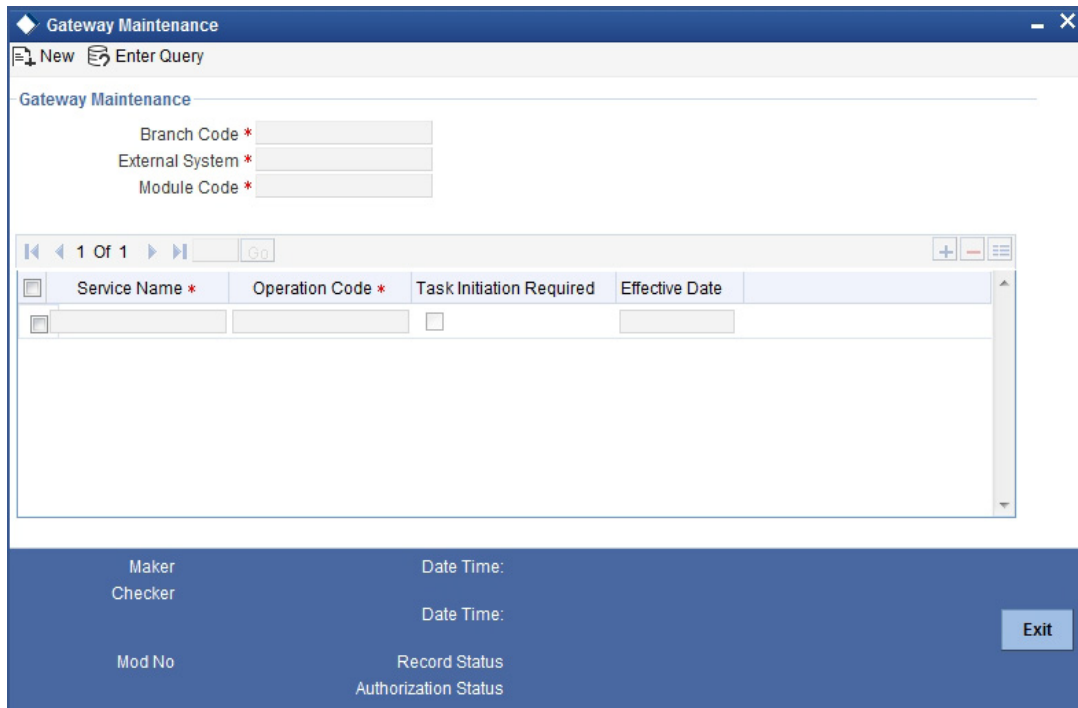 Gateway Maintenance
New Enter Query
Gateway Maintenance
Branch Code *
External System *
Module Code *
1 Of 1 Go
Service Name * Operation Code * Task Initiation Required Effective Date
Maker Date Time:
Checker
Date Time:
Exit
Mod No Record Status
Authorization Status